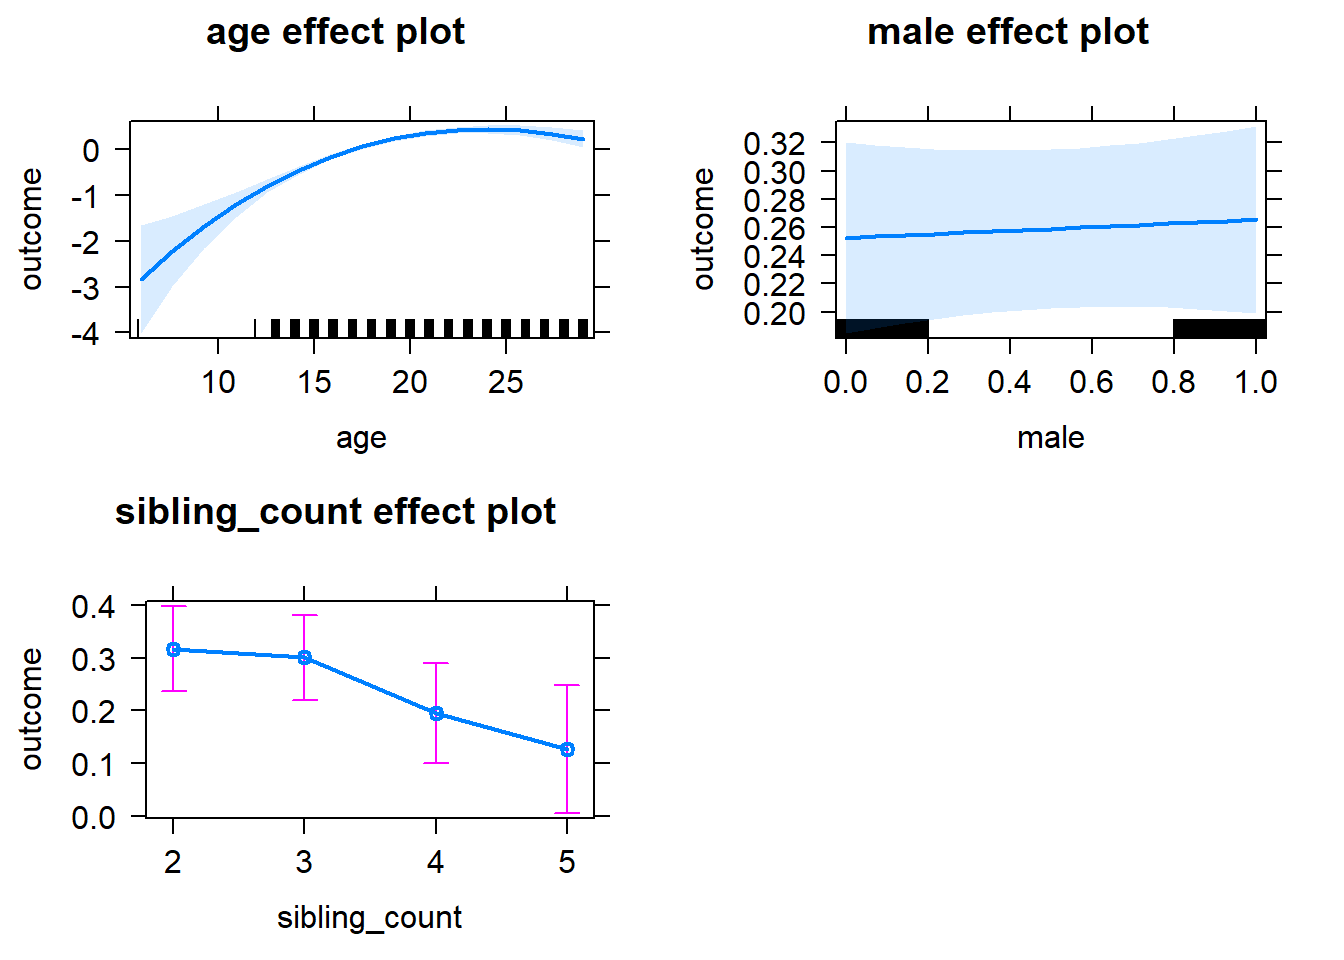 age effect plot
outcome
0
-1
-2
-3
-4
10 15 20 25
age
male effect plot
outcome
0.32
0.30
0.28
0.26
0.24
0.22
0.20
0.0 0.2 0.4 0.6 0.8 1.0
male
sibling_count effect plot
outcome
0.4
0.3
0.2
0.1
0.0
2 3 4 5
sibling_count